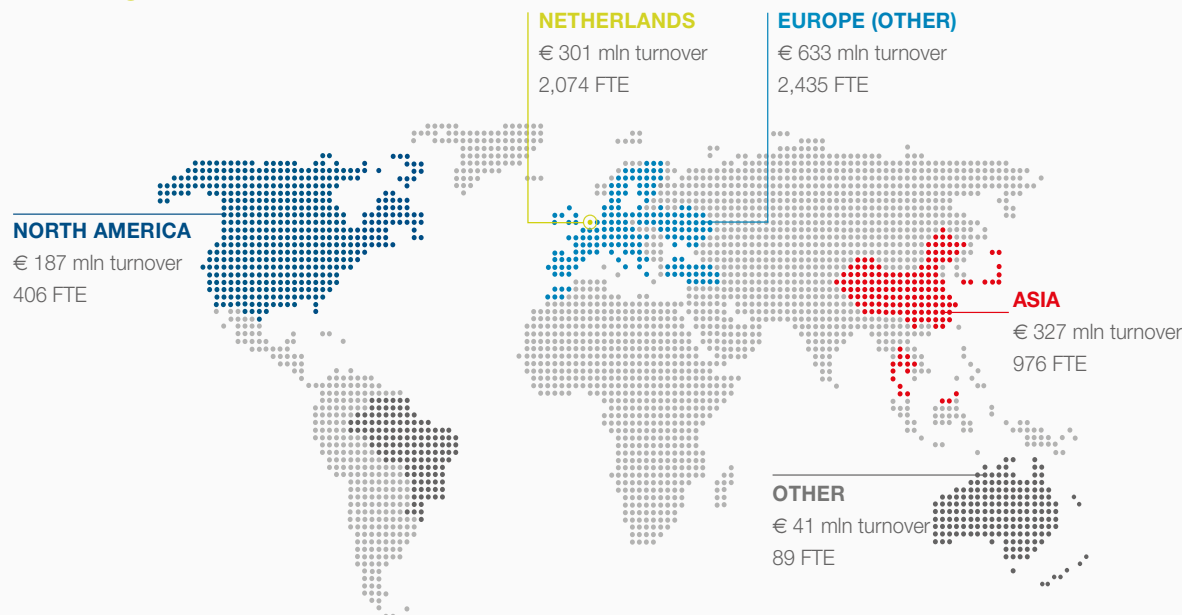 NETHERLANDS
€ 301 mln turnover
2,074 FTE
EUROPE (OTHER)
€ 633 mln turnover
2,435 FTE
NORTH AMERICA
€ 187 mln turnover
406 FTE
ASIA
€ 327 mln turnover
976 FTE
OTHER
€ 41 mln turnover
89 FTE